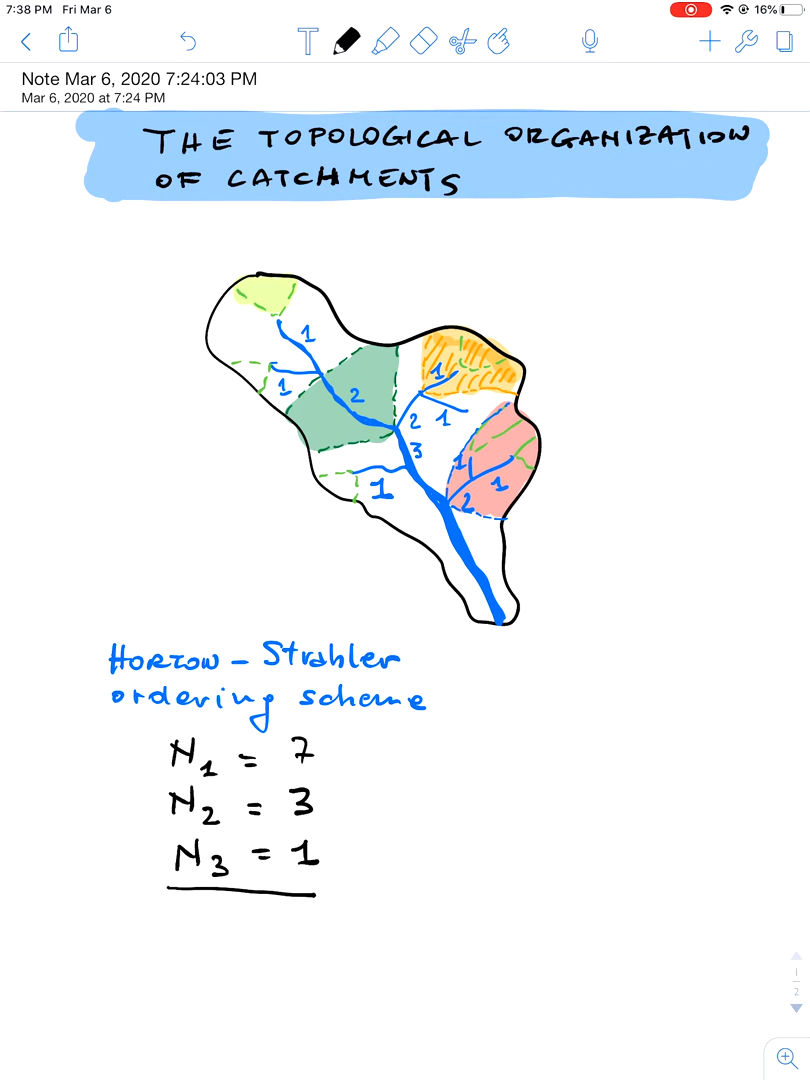 7:38 PM Fri Mar 6
16%
Note Mar 6, 2020 7:24:03 PM
Mar 6, 2020 at 7:24 PM
THE TOPOLOGICAL ORGANIZATION
OF CATCHMENTS
1
1
2
1
2
1
3
1
1
1
2
HORTON - Strahler
ordering scheme
N1 = 7
N2 = 3
N3 = 1
1
2